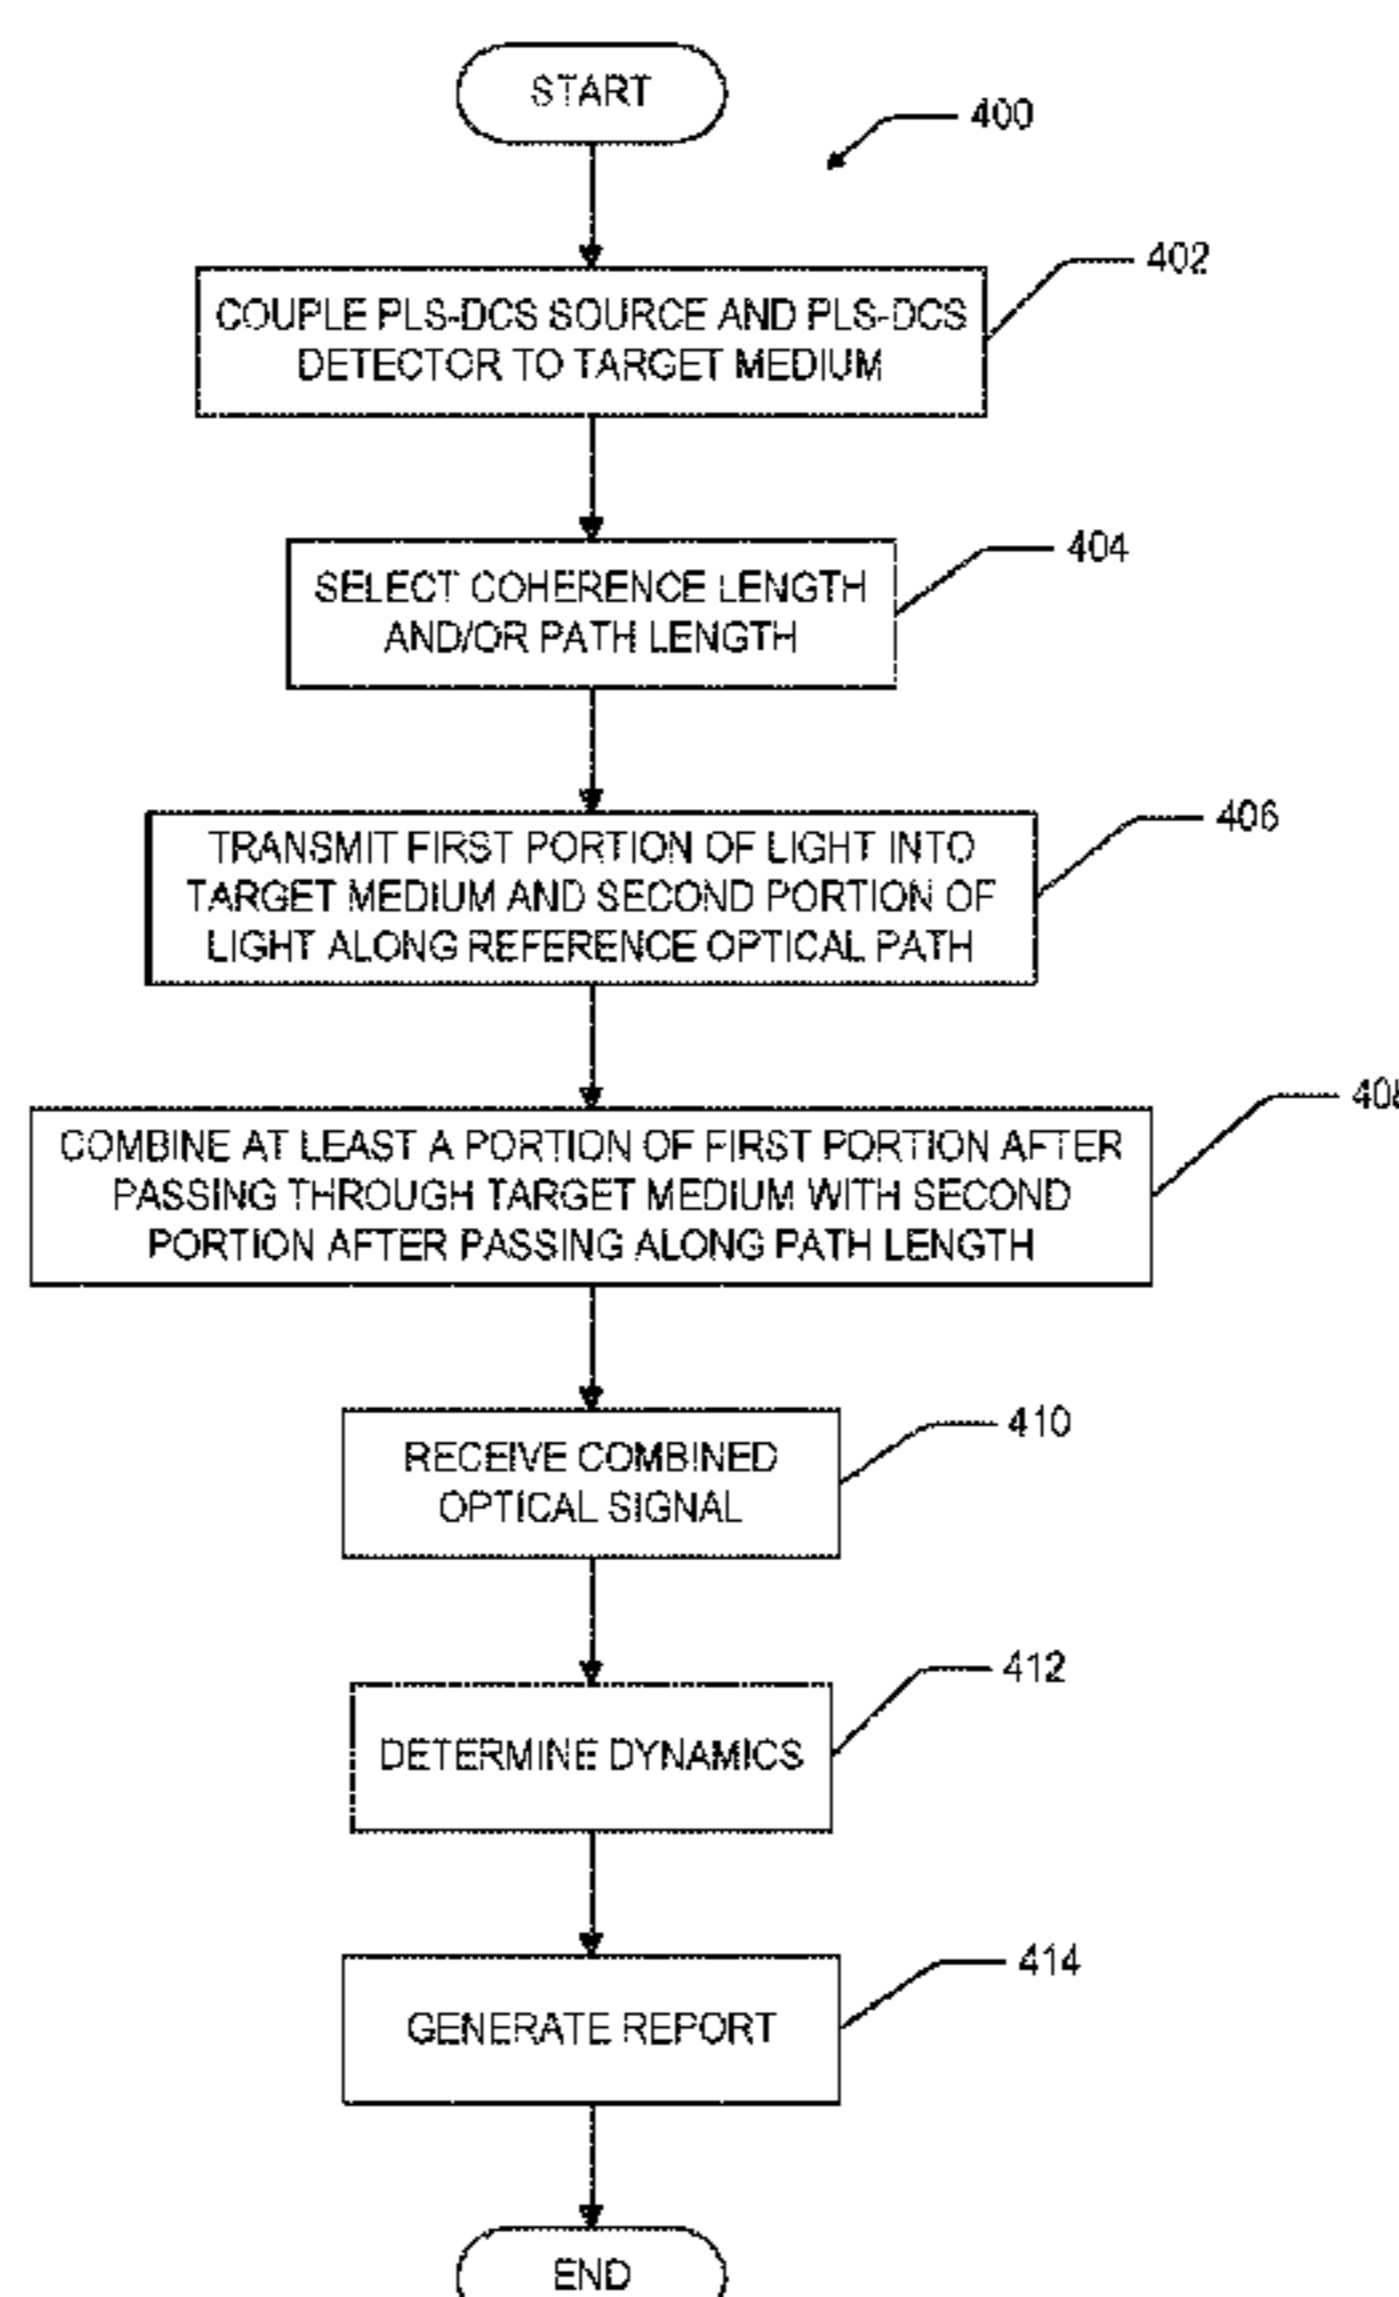 START
400
402
COUPLE PLS-DCS SOURCE AND PLS-DCS
DETECTOR TO TARGET MEDIUM
404
SELECT COHERENCE LENGTH
AND/OR PATH LENGTH
406
TRANSMIT FIRST PORTION OF LIGHT INTO
TARGET MEDIUM AND SECOND PORTION OF
LIGHT ALONG REFERENCE OPTICAL PATH
COMBINE AT LEAST A PORTION OF FIRST PORTION AFTER
PASSING THROUGH TARGET MEDIUM WITH SECOND
PORTION AFTER PASSING ALONG PATH LENGTH
410
RECEIVE COMBINED
OPTICAL SIGNAL
412
DETERMINE DYNAMICS
414
GENERATE REPORT
END